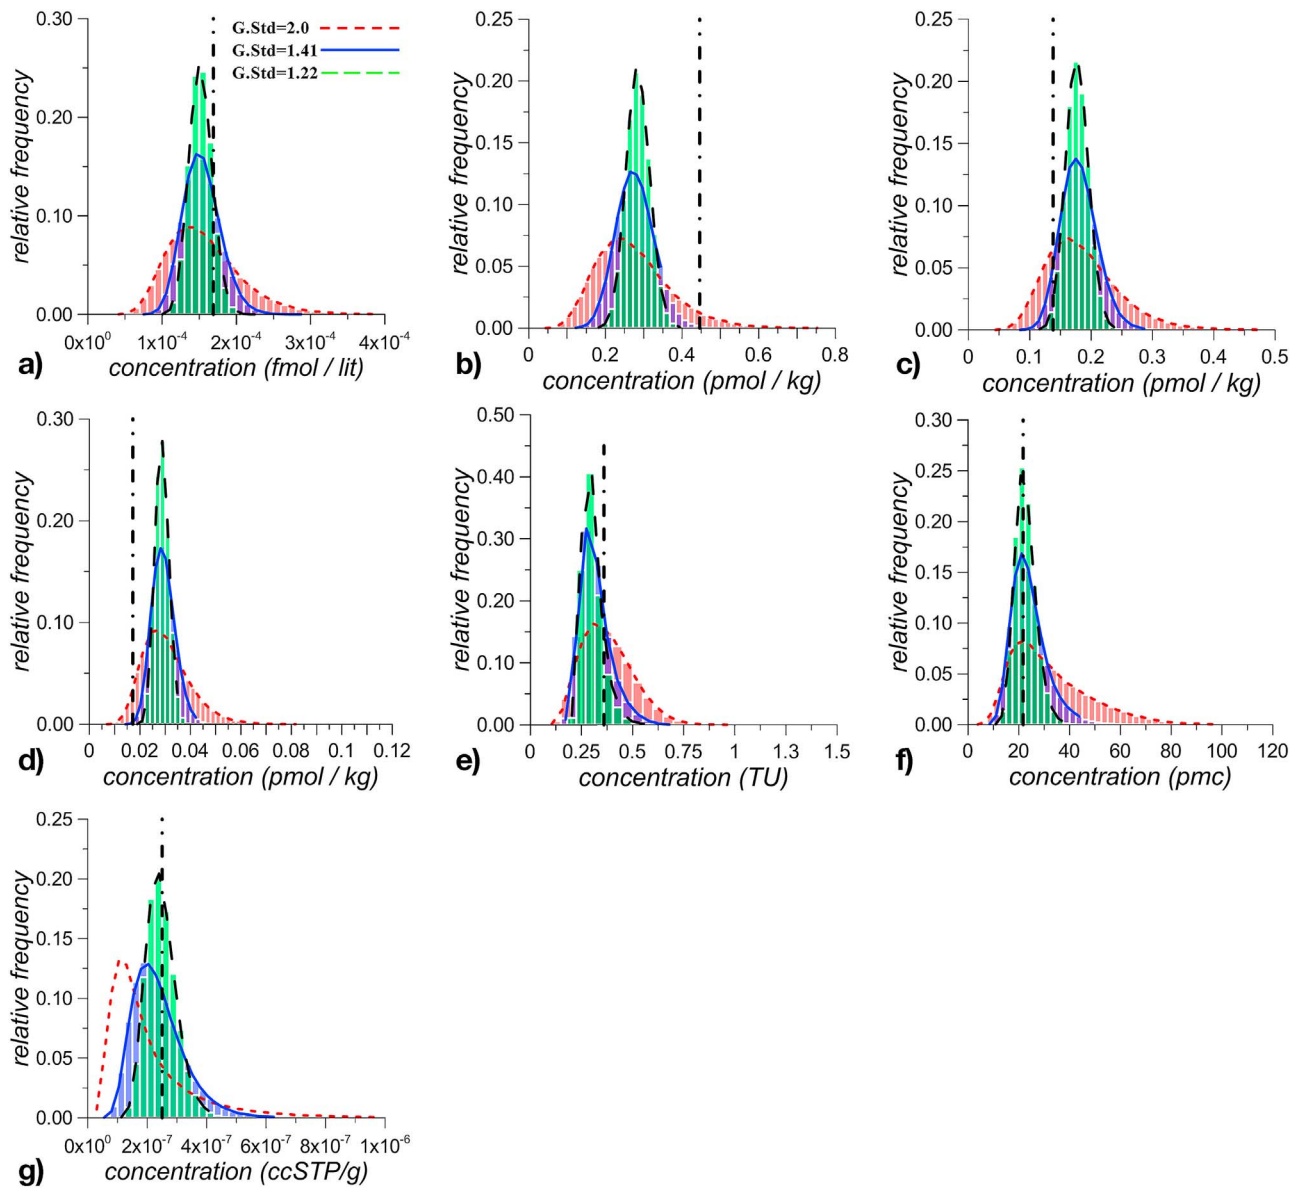 0.30
0.20
0.10
0.00
relative frequency
G.Std=2.0
G.Std=1.41
G.Std=1.22
0x10⁰ 1x10⁻⁴ 2x10⁻⁴ 3x10⁻⁴ 4x10⁻⁴
a) concentration (fmol / lit)
0.25
0.20
0.15
0.10
0.05
0.00
relative frequency
0 0.2 0.4 0.6 0.8
b) concentration (pmol / kg)
0.25
0.20
0.15
0.10
0.05
0.00
relative frequency
0 0.1 0.2 0.3 0.4 0.5
c) concentration (pmol / kg)
0.30
0.20
0.10
0.00
relative frequency
0 0.02 0.04 0.06 0.08 0.1 0.12
d) concentration (pmol / kg)
0.50
0.40
0.30
0.20
0.10
0.00
relative frequency
0 0.25 0.5 0.75 1 1.3 1.5
e) concentration (TU)
0.30
0.25
0.20
0.15
0.10
0.05
0.00
relative frequency
0 20 40 60 80 100 120
f) concentration (pmc)
0.25
0.20
0.15
0.10
0.05
0.00
relative frequency
0x10⁰ 2x10⁻⁷ 4x10⁻⁷ 6x10⁻⁷ 8x10⁻⁷ 1x10⁻⁶
g) concentration (ccSTP/g)